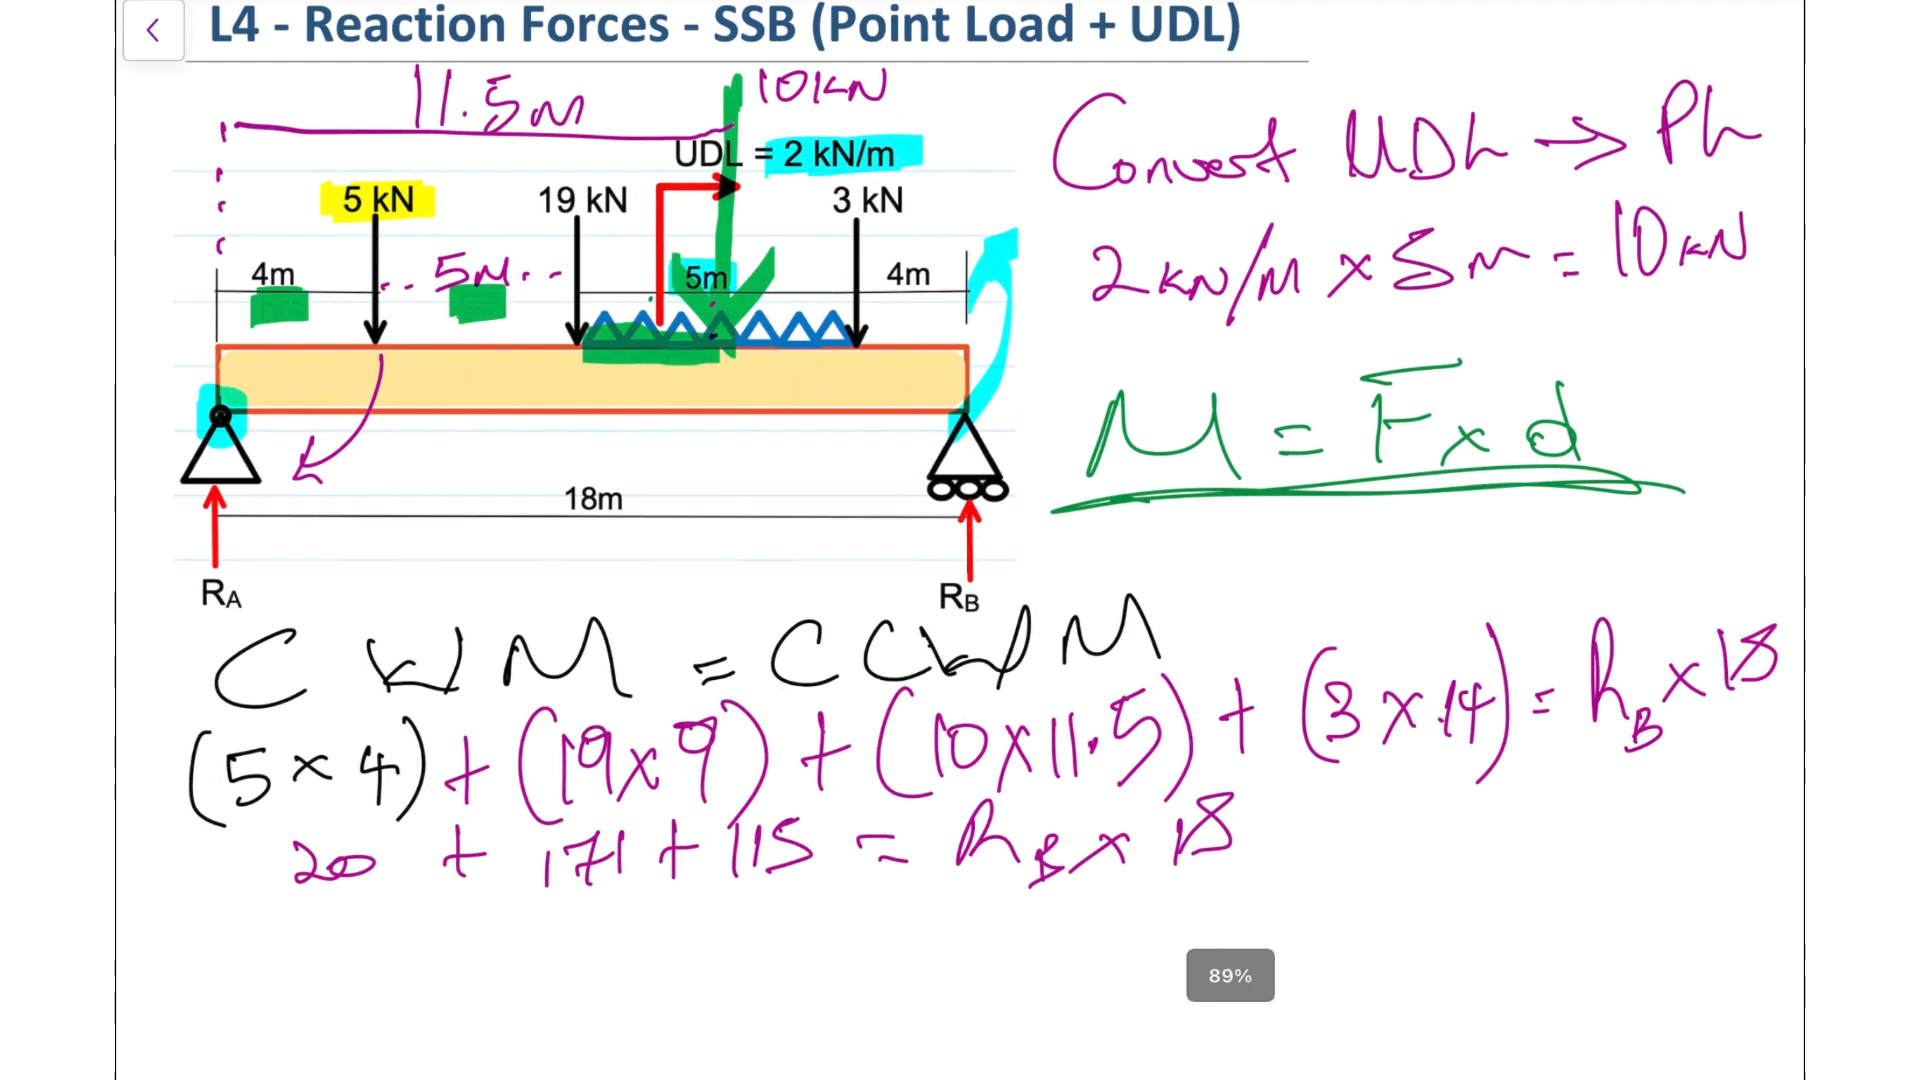 L4 - Reaction Forces - SSB (Point Load + UDL)
11.5m
10kN
UDL = 2 kN/m
5 kN
19 kN
3 kN
4m
5m
5m
4m
18m
RA
RB
Convert UDL → PL
2kN/m × 5m = 10kN
M = F × d
CWM = CCWM
(5 × 4) + (19 × 9) + (10 × 11.5) + (3 × 14) = RB × 18
20 + 171 + 115 = RB × 18
89%